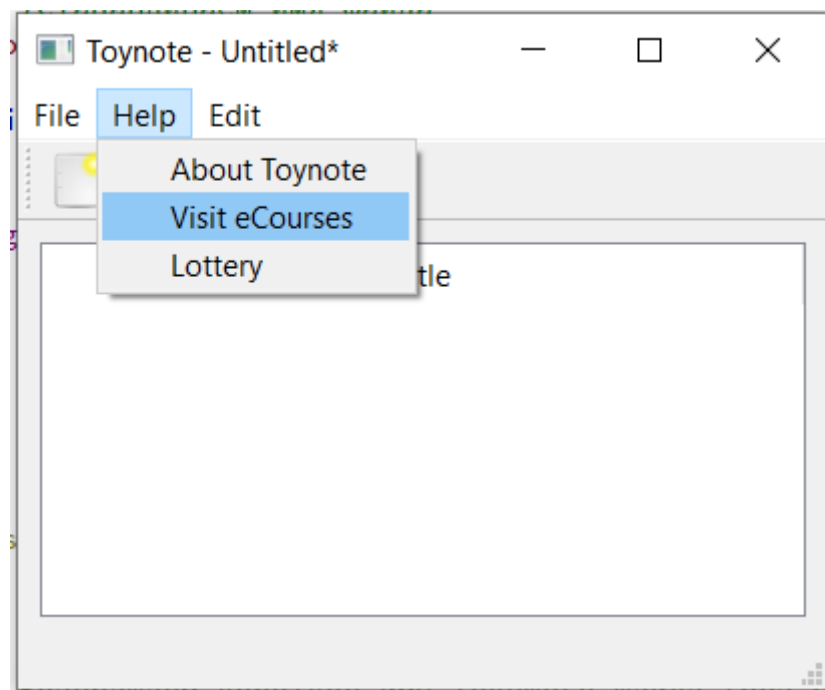 Toynote - Untitled*
File Help Edit
About Toynote
Visit eCourses
Lottery
tle